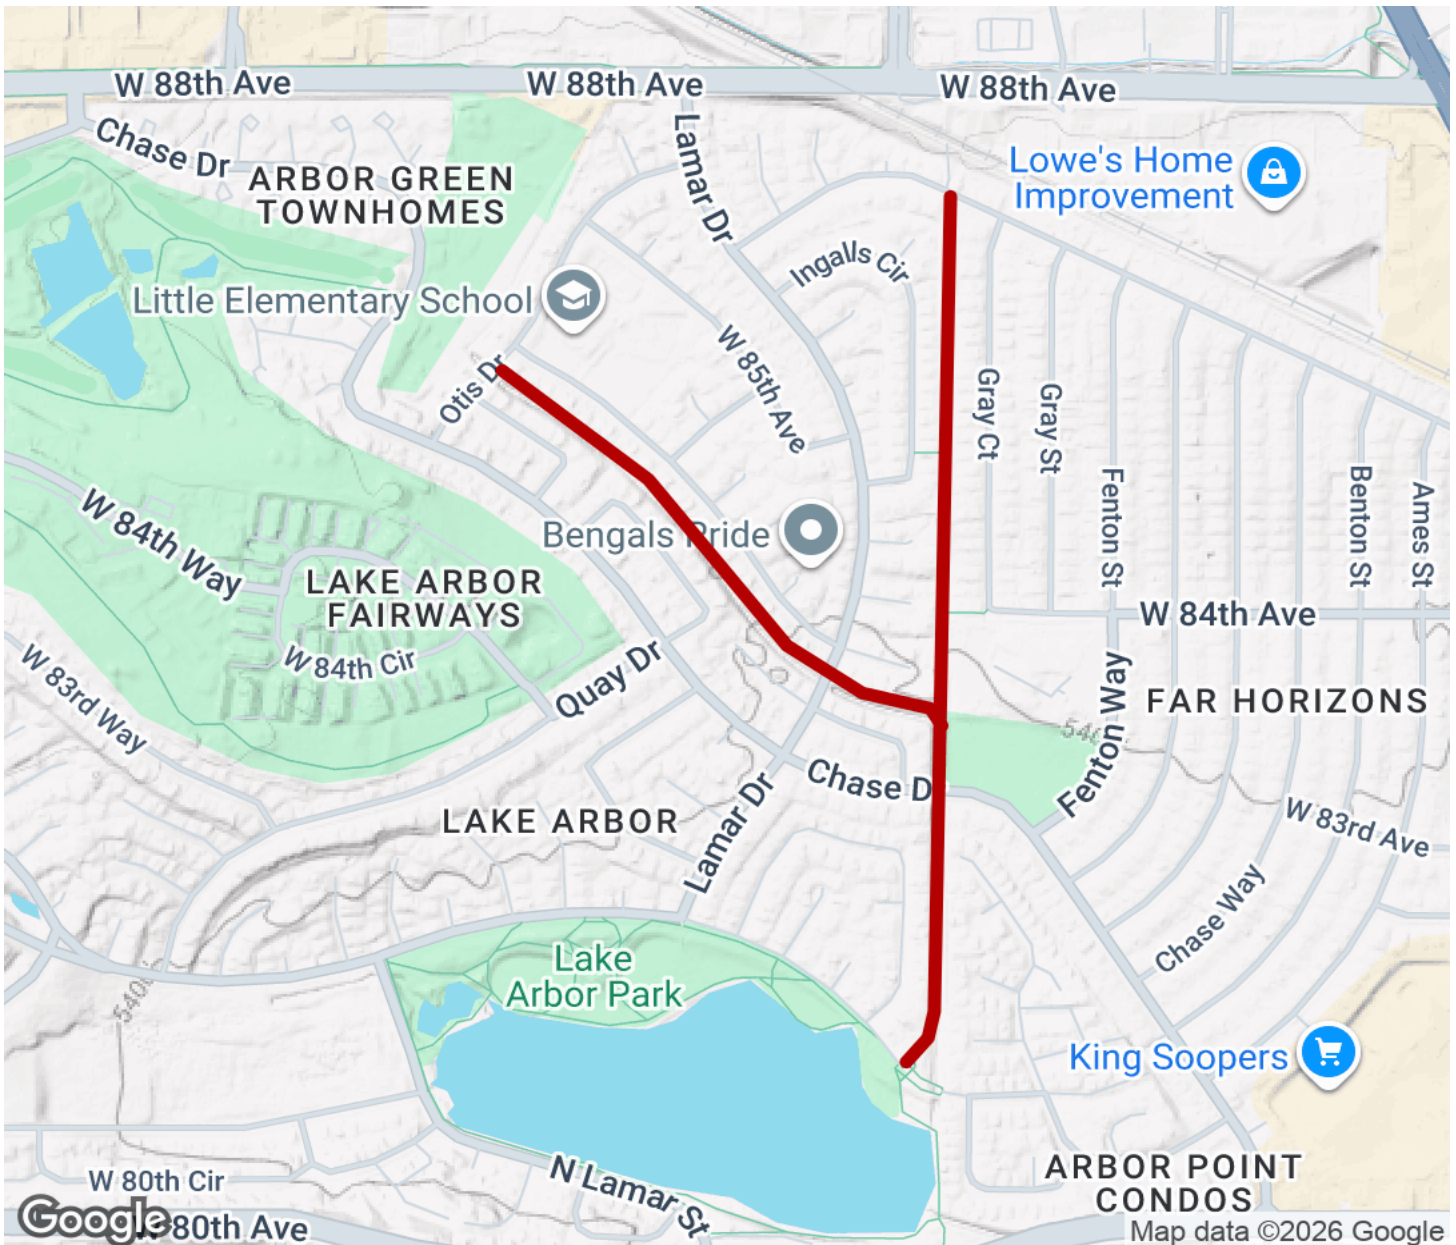 W 88th Ave
W 88th Ave
W 88th Ave
Chase Dr
ARBOR GREEN
TOWNHOMES
Lamar Dr
Lowe's Home
Improvement
Ingalls Cir
Little Elementary School
Otis Dr
W 85th Ave
Gray Ct
Gray St
Fenton St
Benton St
Ames St
W 84th Way
Bengals Pride
LAKE ARBOR
FAIRWAYS
W 84th Cir
W 84th Ave
W 83rd Way
Quay Dr
Fenton Way
FAR HORIZONS
Chase D
Lamar Dr
LAKE ARBOR
W 83rd Ave
Chase Way
Lake
Arbor Park
5400
King Soopers
W 80th Cir
N Lamar St
ARBOR POINT
CONDOS
Google
W 80th Ave
Map data ©2026 Google